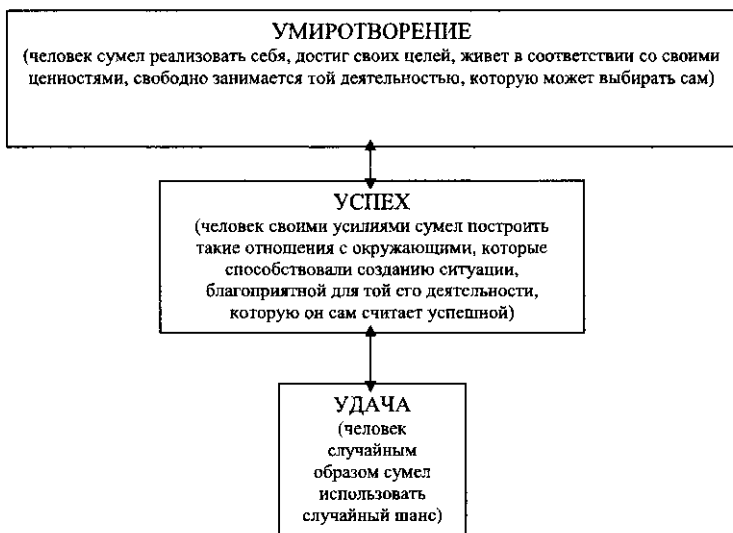 УМИРОТВОРЕНИЕ
(человек сумел реализовать себя, достиг своих целей, живет в соответствии со своими
ценностями, свободно занимается той деятельностью, которую может выбирать сам)
УСПЕХ
(человек своими усилиями сумел построить
такие отношения с окружающими, которые
способствовали созданию ситуации,
благоприятной для той его деятельности,
которую он сам считает успешной)
УДАЧА
(человек
случайным
образом сумел
использовать
случайный шанс)